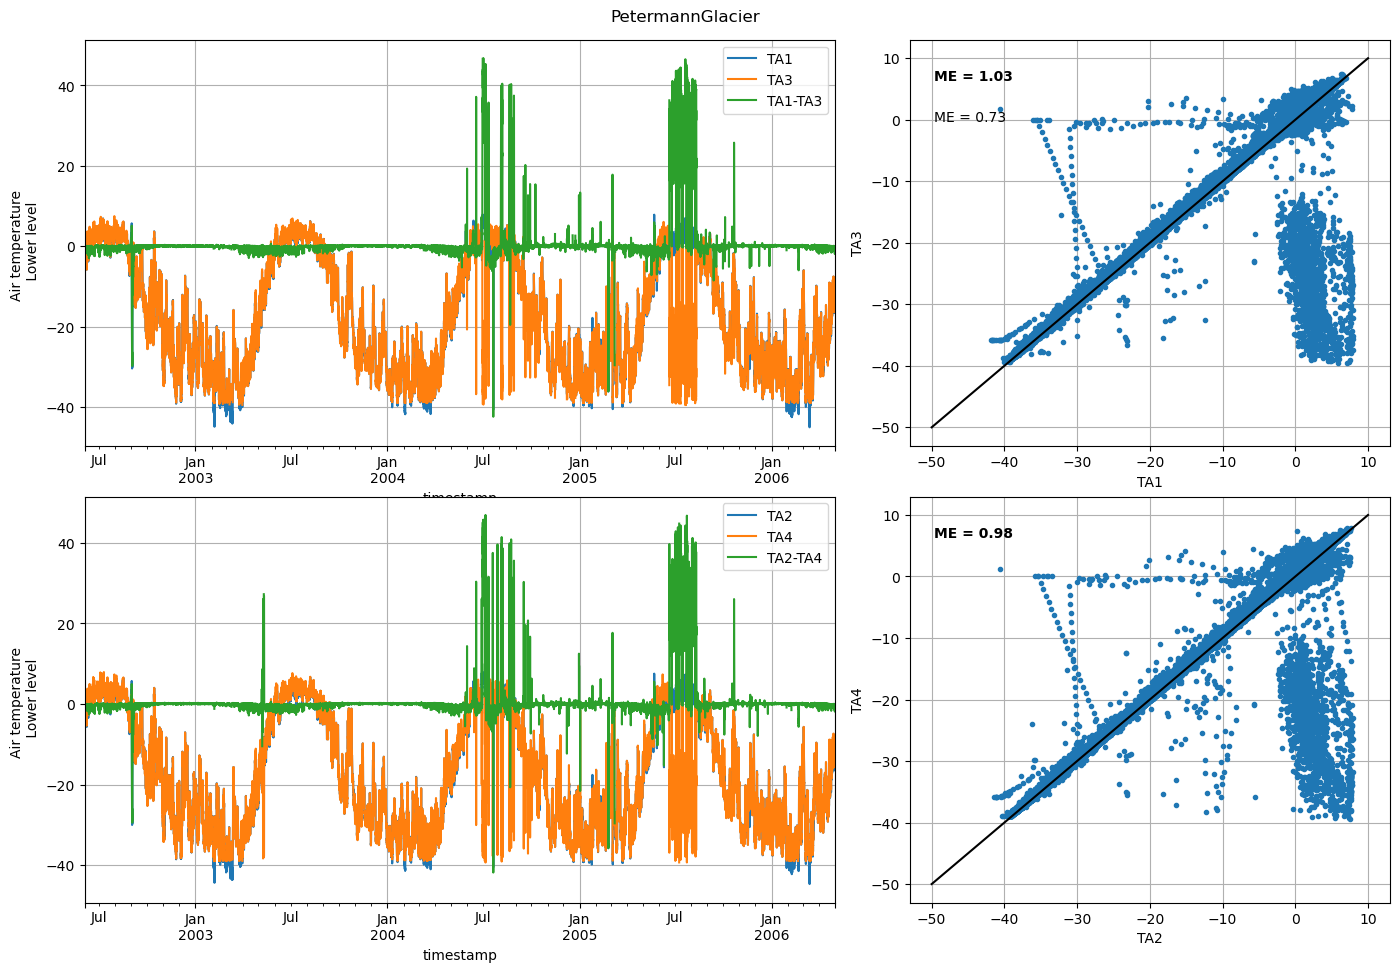 PetermannGlacier
Air temperature
Lower level
40
20
0
−20
−40
TA1
TA3
TA1-TA3
Jul
Jan
2003
Jul
Jan
2004
Jul
Jan
2005
Jul
Jan
2006
timestamp
TA3
10
0
−10
−20
−30
−40
−50
ME = 1.03
ME = 0.73
−50
−40
−30
−20
−10
0
10
TA1
Air temperature
Lower level
40
20
0
−20
−40
TA2
TA4
TA2-TA4
Jul
Jan
2003
Jul
Jan
2004
Jul
Jan
2005
Jul
Jan
2006
timestamp
TA4
10
0
−10
−20
−30
−40
−50
ME = 0.98
−50
−40
−30
−20
−10
0
10
TA2